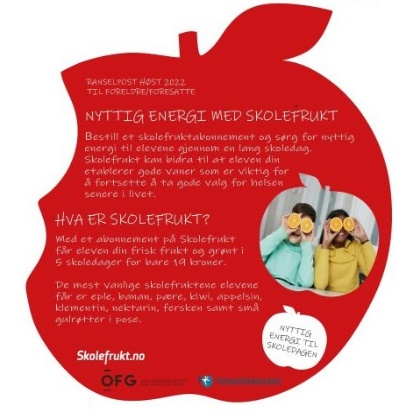 RANSELPOST HØST 2022
TIL FORELDRE/FORESATTE
NYTTIG ENERGI MED SKOLEFRUKT
Bestill et skolefruktabonnement og sørg for nyttig
energi til elevene gjennom en lang skoledag.
Skolefrukt kan bidra til at eleven din
etablerer gode vaner som er viktig for
å fortsette å ta gode valg for helsen
senere i livet.
HVA ER SKOLEFRUKT?
Med et abonnement på Skolefrukt
får eleven din frisk frukt og grønt i
5 skoledager for bare 19 kroner.
De mest vanlige skolefruktene elevene
får er eple, banan, pære, kiwi, appelsin,
klementin, nektarin, fersken samt små
gulrøtter i pose.
NYTTIG
ENERGI TIL
SKOLEDAGEN
Skolefrukt.no
OFG